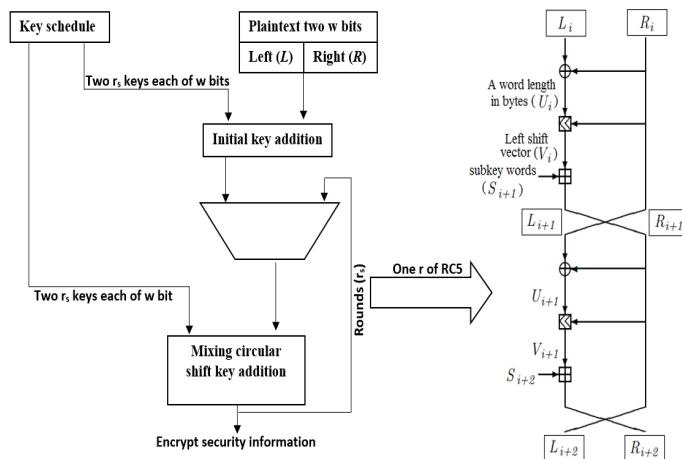 Key schedule
Plaintext two w bits
Left (L)
Right (R)
Two rₛ keys each of w bits
Initial key addition
Two rₛ keys each of w bit
Mixing circular
shift key addition
Rounds (rₛ)
Encrypt security information
One r of RC5
Lᵢ
Rᵢ
A word length
in bytes (Uᵢ)
Left shift
vector (Vᵢ)
subkey words
(Sᵢ₊₁)
Lᵢ₊₁
Rᵢ₊₁
Uᵢ₊₁
Vᵢ₊₁
Sᵢ₊₂
Lᵢ₊₂
Rᵢ₊₂